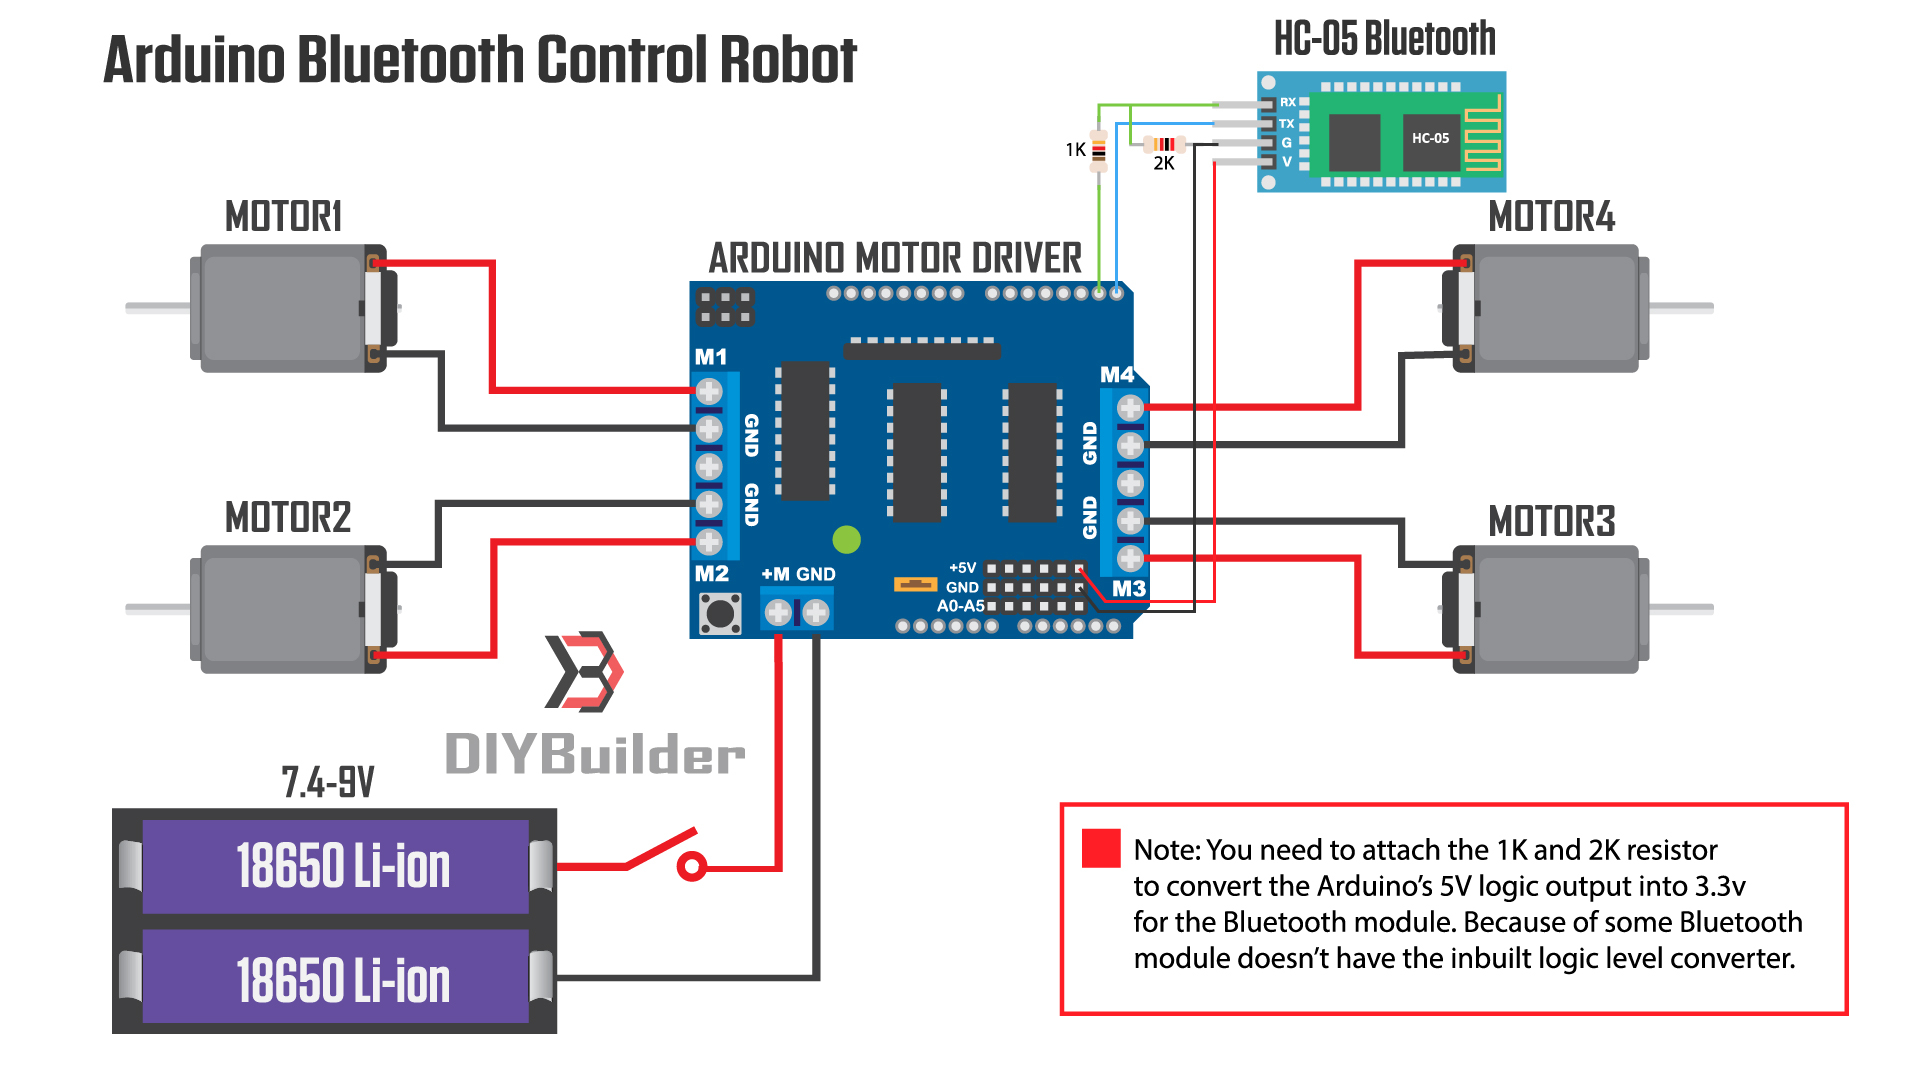 Arduino Bluetooth Control Robot
HC-05 Bluetooth
RX
TX
G
V
HC-05
1K
2K
MOTOR1
MOTOR4
ARDUINO MOTOR DRIVER
M1
M4
GND
GND
GND
GND
MOTOR2
MOTOR3
M2
+M GND
+5V
GND
A0-A5
M3
DIYBuilder
7.4-9V
18650 Li-ion
18650 Li-ion
Note: You need to attach the 1K and 2K resistor
to convert the Arduino’s 5V logic output into 3.3v
for the Bluetooth module. Because of some Bluetooth
module doesn’t have the inbuilt logic level converter.